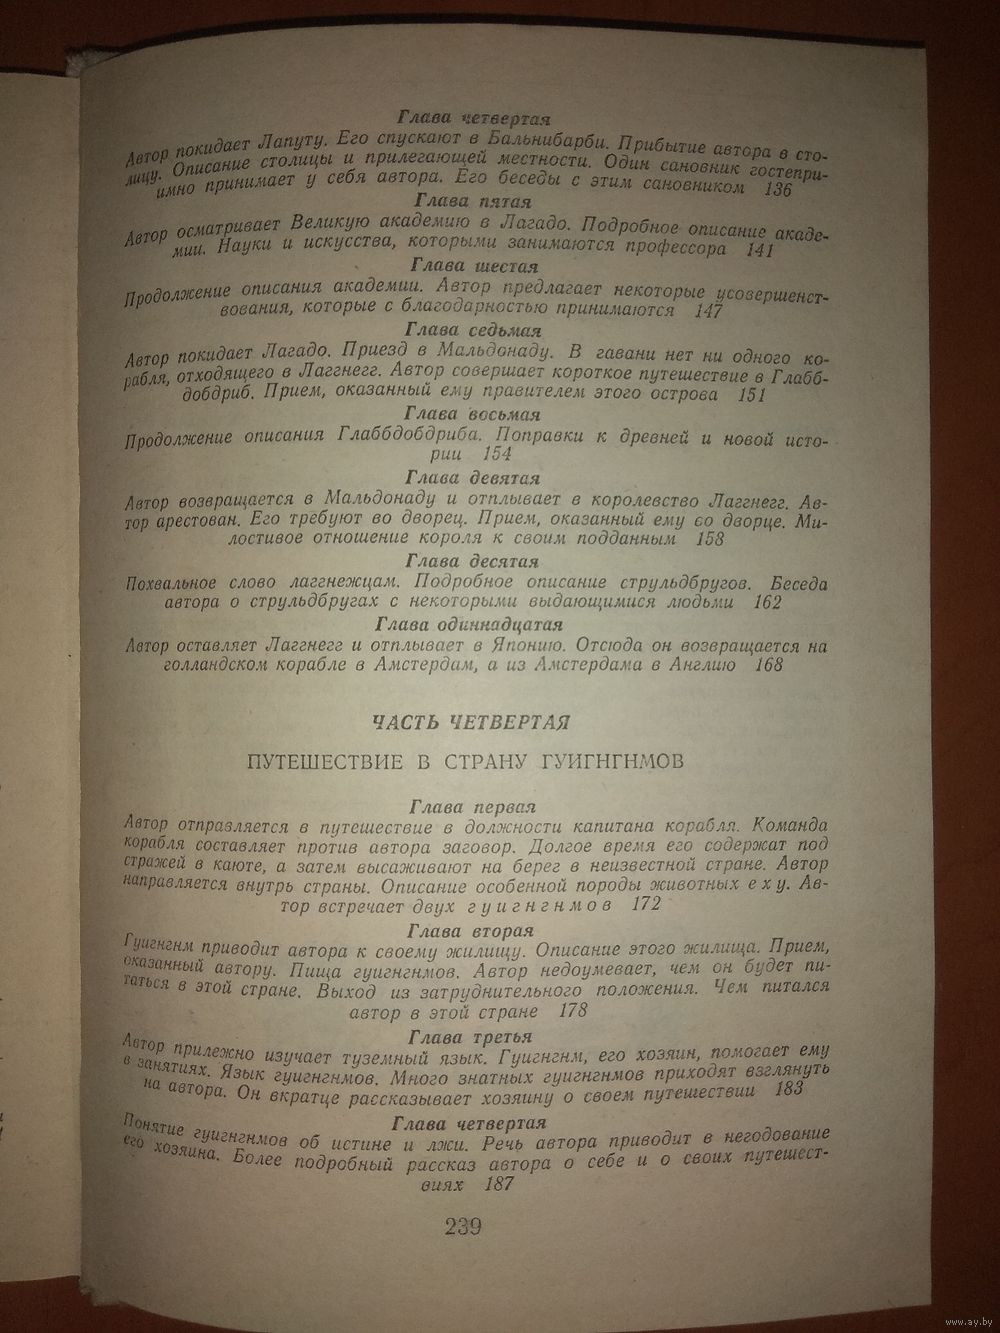 Глава четвертая
Автор покидает Лапуту. Его спускают в Бальнибарби. Прибытие автора в сто-
лицу. Описание столицы и прилегающей местности. Один сановник гостепри-
имно принимает у себя автора. Его беседы с этим сановником 136
Глава пятая
Автор осматривает Великую академию в Лагадо. Подробное описание акаде-
мии. Науки и искусства, которыми занимаются профессора 141
Глава шестая
Продолжение описания академии. Автор предлагает некоторые усовершенст-
вования, которые с благодарностью принимаются 147
Глава седьмая
Автор покидает Лагадо. Приезд в Мальдонаду. В гавани нет ни одного ко-
рабля, отходящего в Лаггнегг. Автор совершает короткое путешествие в Глабб-
добдриб. Прием, оказанный ему правителем этого острова 151
Глава восьмая
Продолжение описания Глаббдобдриба. Поправки к древней и новой исто-
рии 154
Глава девятая
Автор возвращается в Мальдонаду и отплывает в королевство Лаггнегг. Ав-
тор арестован. Его требуют во дворец. Прием, оказанный ему во дворце. Ми-
лостивое отношение короля к своим подданным 158
Глава десятая
Похвальное слово лаггнежцам. Подробное описание струльдбругов. Беседа
автора о струльдбругах с некоторыми выдающимися людьми 162
Глава одиннадцатая
Автор оставляет Лаггнегг и отплывает в Японию. Отсюда он возвращается на
голландском корабле в Амстердам, а из Амстердама в Англию 168
ЧАСТЬ ЧЕТВЕРТАЯ
ПУТЕШЕСТВИЕ В СТРАНУ ГУИГНГНМОВ
Глава первая
Автор отправляется в путешествие в должности капитана корабля. Команда
корабля составляет против автора заговор. Долгое время его содержат под
стражей в каюте, а затем высаживают на берег в неизвестной стране. Автор
направляется внутрь страны. Описание особенной породы животных еху. Ав-
тор встречает двух гуигнгнмов 172
Глава вторая
Гуигнгнм приводит автора к своему жилищу. Описание этого жилища. Прием,
оказанный автору. Пища гуигнгнмов. Автор недоумевает, чем он будет пи-
таться в этой стране. Выход из затруднительного положения. Чем питался
автор в этой стране 178
Глава третья
Автор прилежно изучает туземный язык. Гуигнгнм, его хозяин, помогает ему
в занятиях. Язык гуигнгнмов. Много знатных гуигнгнмов приходят взглянуть
на автора. Он вкратце рассказывает хозяину о своем путешествии 183
Глава четвертая
Понятие гуигнгнмов об истине и лжи. Речь автора приводит в негодование
его хозяина. Более подробный рассказ автора о себе и о своих путешест-
виях 187
239
www.ay.by